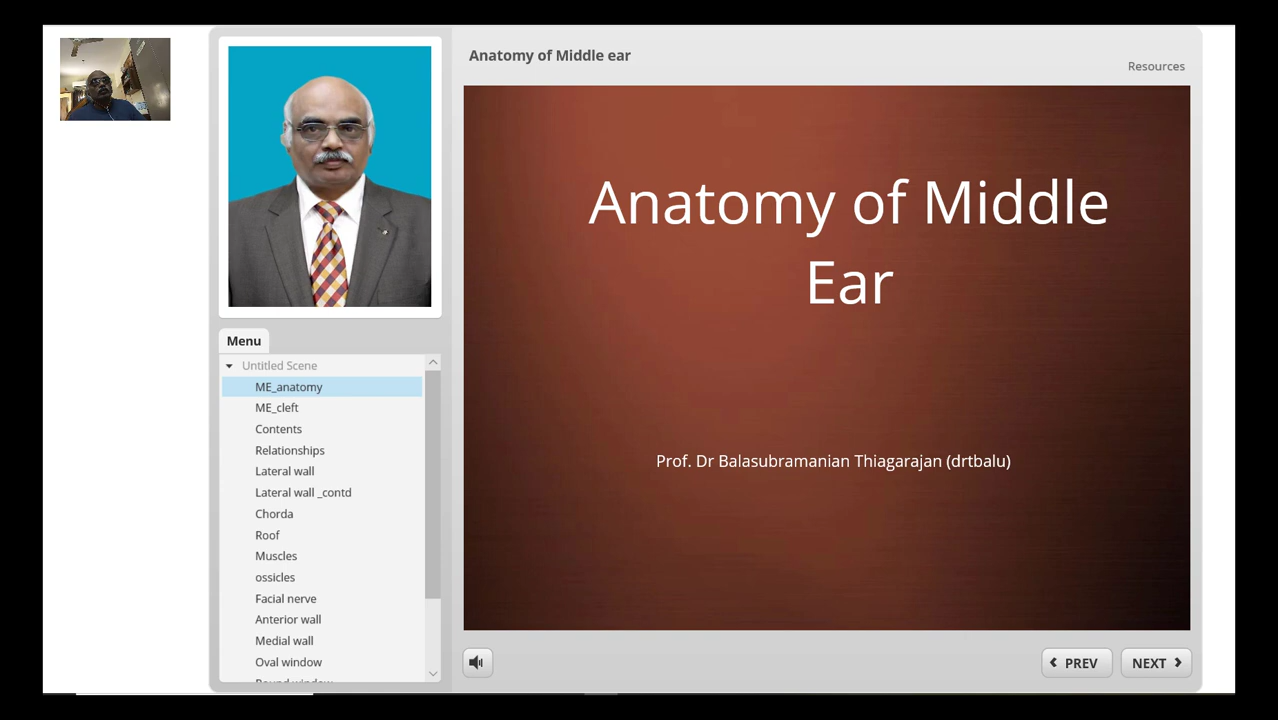 Anatomy of Middle ear
Resources
Anatomy of Middle
Ear
Prof. Dr Balasubramanian Thiagarajan (drtbalu)
Menu
Untitled Scene
ME_anatomy
ME_cleft
Contents
Relationships
Lateral wall
Lateral wall _contd
Chorda
Roof
Muscles
ossicles
Facial nerve
Anterior wall
Medial wall
Oval window
PREV
NEXT